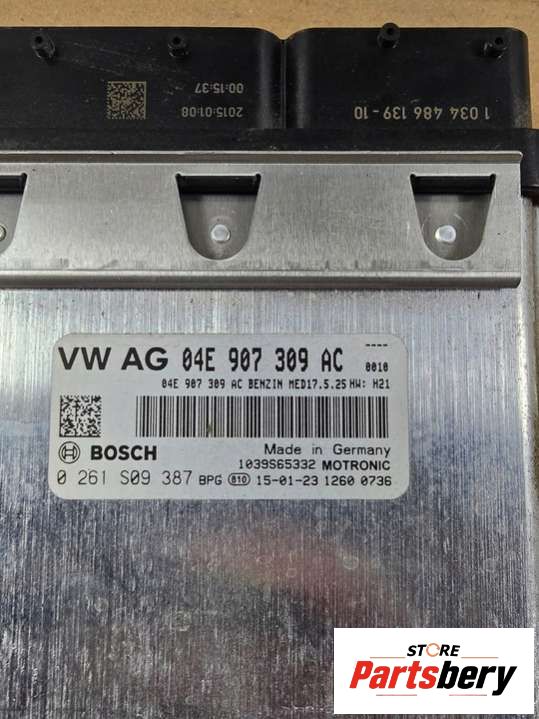 00:15:37
2015:01:08
1 034 486 139-10
----
VW AG 04E 907 309 AC 0010
04E 907 309 AC BENZIN MED17.5.25 HW: H21
BOSCH
Made in Germany
1039S65332 MOTRONIC
0 261 S09 387 BPG 810 15-01-23 1260 0736
STORE
Partsbery